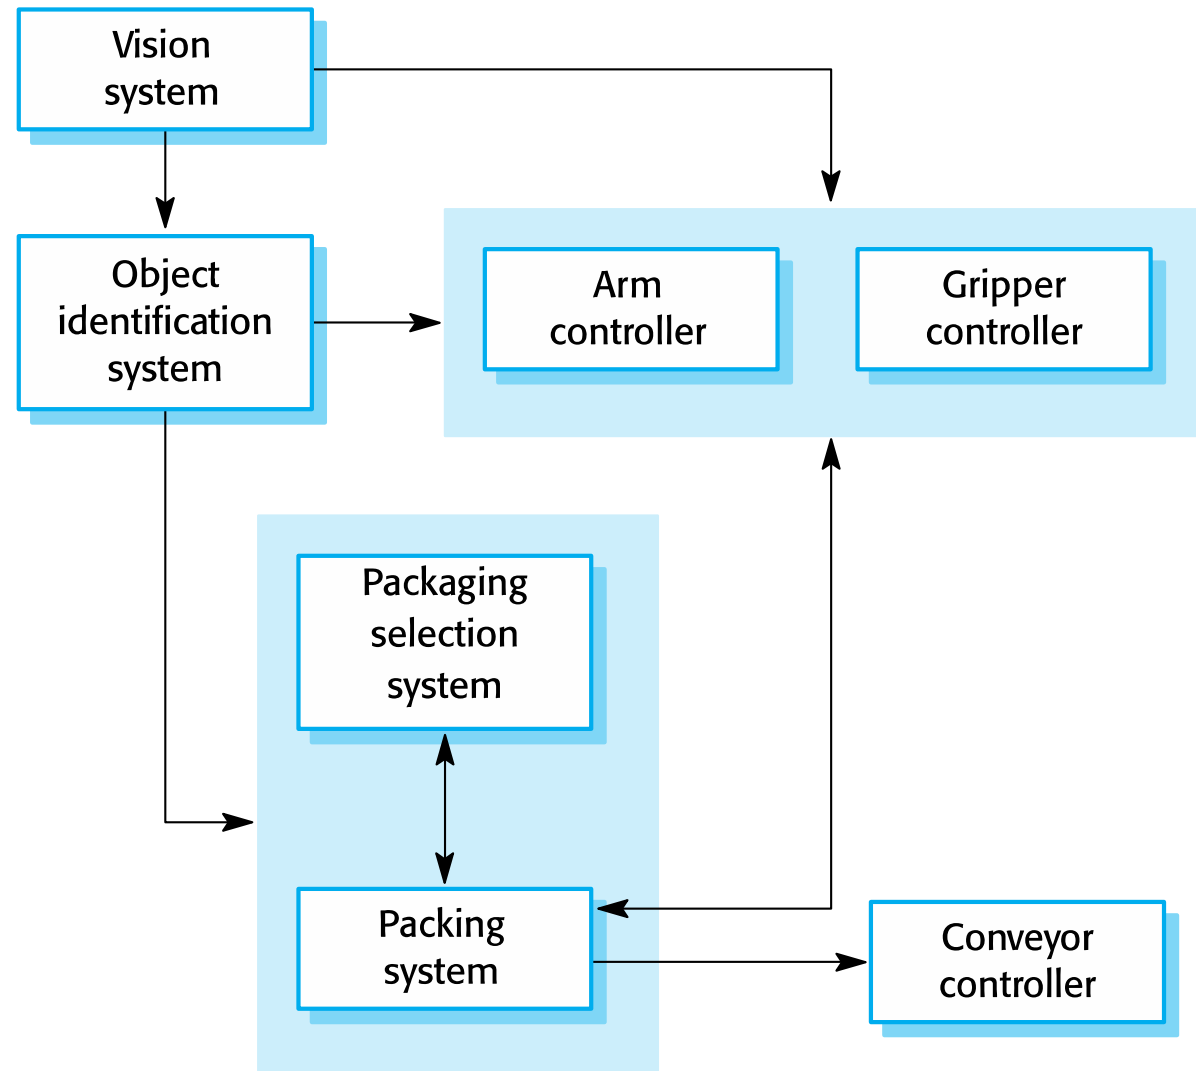 Vision
system
Object
identification
system
Arm
controller
Gripper
controller
Packaging
selection
system
Packing
system
Conveyor
controller